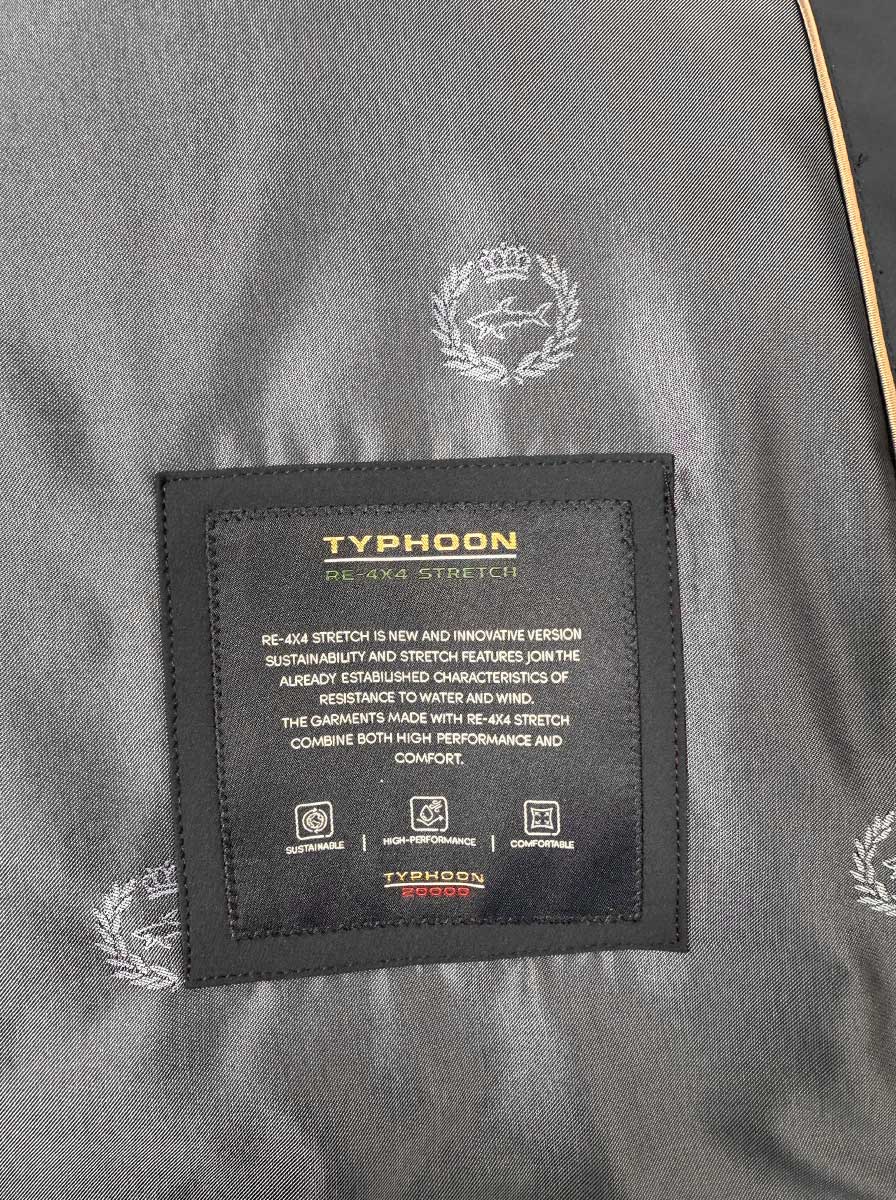 TYPHOON
RE-4X4 STRETCH
RE-4X4 STRETCH IS NEW AND INNOVATIVE VERSION
SUSTAINABILITY AND STRETCH FEATURES JOIN THE
ALREADY ESTABILISHED CHARACTERISTICS OF
RESISTANCE TO WATER AND WIND.
THE GARMENTS MADE WITH RE-4X4 STRETCH
COMBINE BOTH HIGH PERFORMANCE AND
COMFORT.
SUSTAINABLE | HIGH-PERFORMANCE | COMFORTABLE
TYPHOON
20000